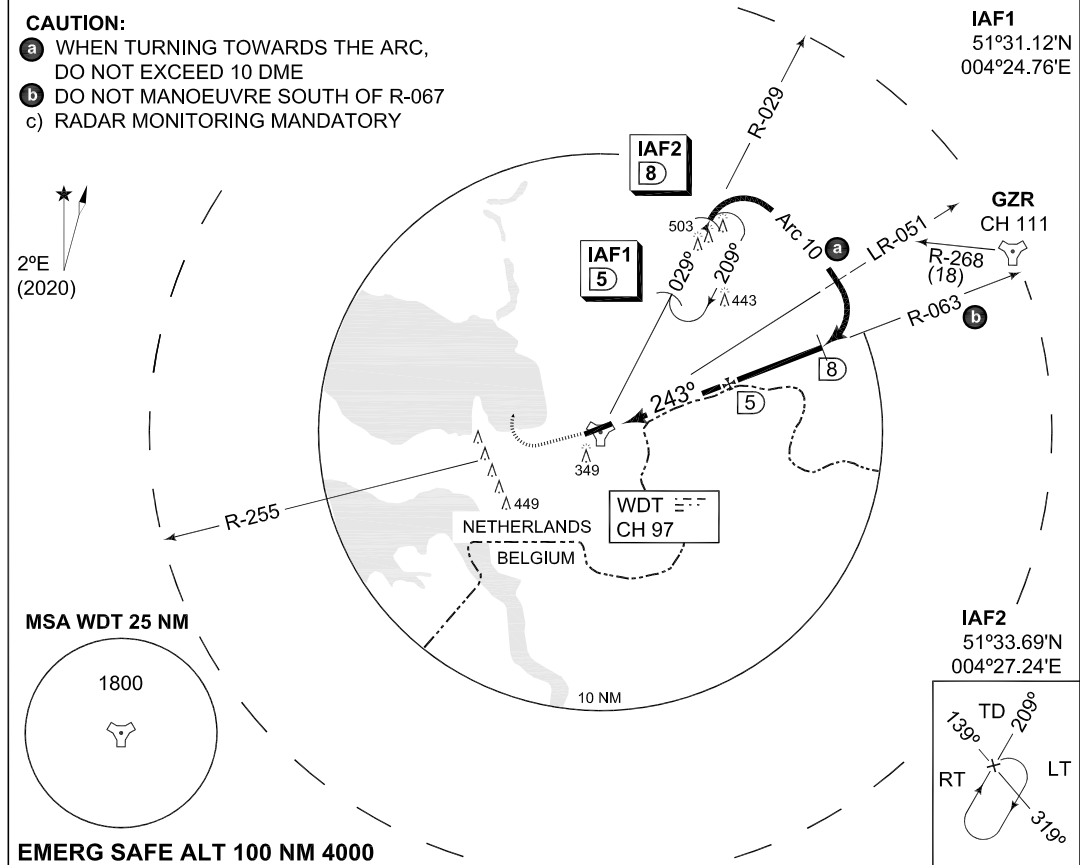 CAUTION:
a WHEN TURNING TOWARDS THE ARC,
DO NOT EXCEED 10 DME
b DO NOT MANOEUVRE SOUTH OF R-067
c) RADAR MONITORING MANDATORY
IAF1
51º31.12'N
004º24.76'E
2ºE
(2020)
R-029
IAF2
8
503
IAF1
5
029º
209º
443
Arc 10
a
LR-051
GZR
CH 111
R-268
(18)
R-063
b
8
243º
5
349
449
R-255
WDT
CH 97
NETHERLANDS
BELGIUM
10 NM
MSA WDT 25 NM
1800
EMERG SAFE ALT 100 NM 4000
IAF2
51º33.69'N
004º27.24'E
TD
139º
209º
RT
LT
319º